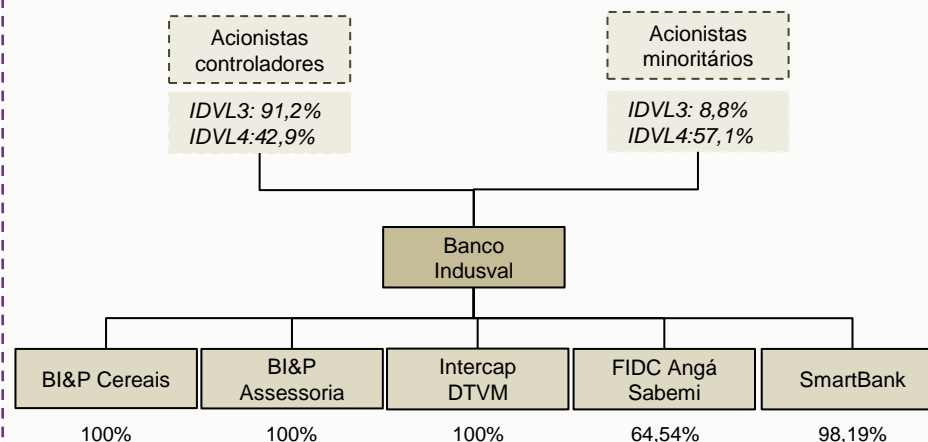 Acionistas
controladores
Acionistas
minoritários
IDVL3: 91,2%
IDVL4:42,9%
IDVL3: 8,8%
IDVL4:57,1%
Banco
Indusval
BI&P Cereais
BI&P
Assessoria
Intercap
DTVM
FIDC Angá
Sabemi
SmartBank
100%
100%
100%
64,54%
98,19%